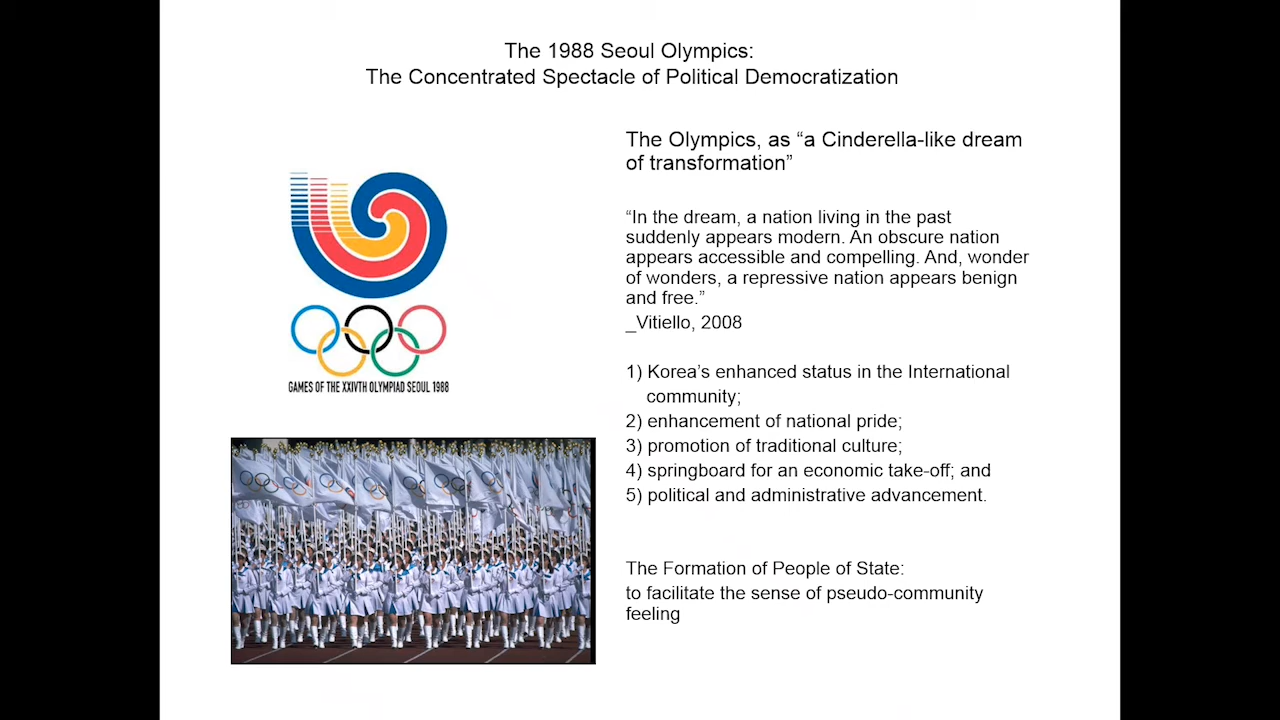 The 1988 Seoul Olympics:
The Concentrated Spectacle of Political Democratization
The Olympics, as “a Cinderella-like dream
of transformation”
“In the dream, a nation living in the past
suddenly appears modern. An obscure nation
appears accessible and compelling. And, wonder
of wonders, a repressive nation appears benign
and free.”
_Vitiello, 2008
1) Korea’s enhanced status in the International
community;
2) enhancement of national pride;
3) promotion of traditional culture;
4) springboard for an economic take-off; and
5) political and administrative advancement.
The Formation of People of State:
to facilitate the sense of pseudo-community
feeling
GAMES OF THE XXIVTH OLYMPIAD SEOUL 1988